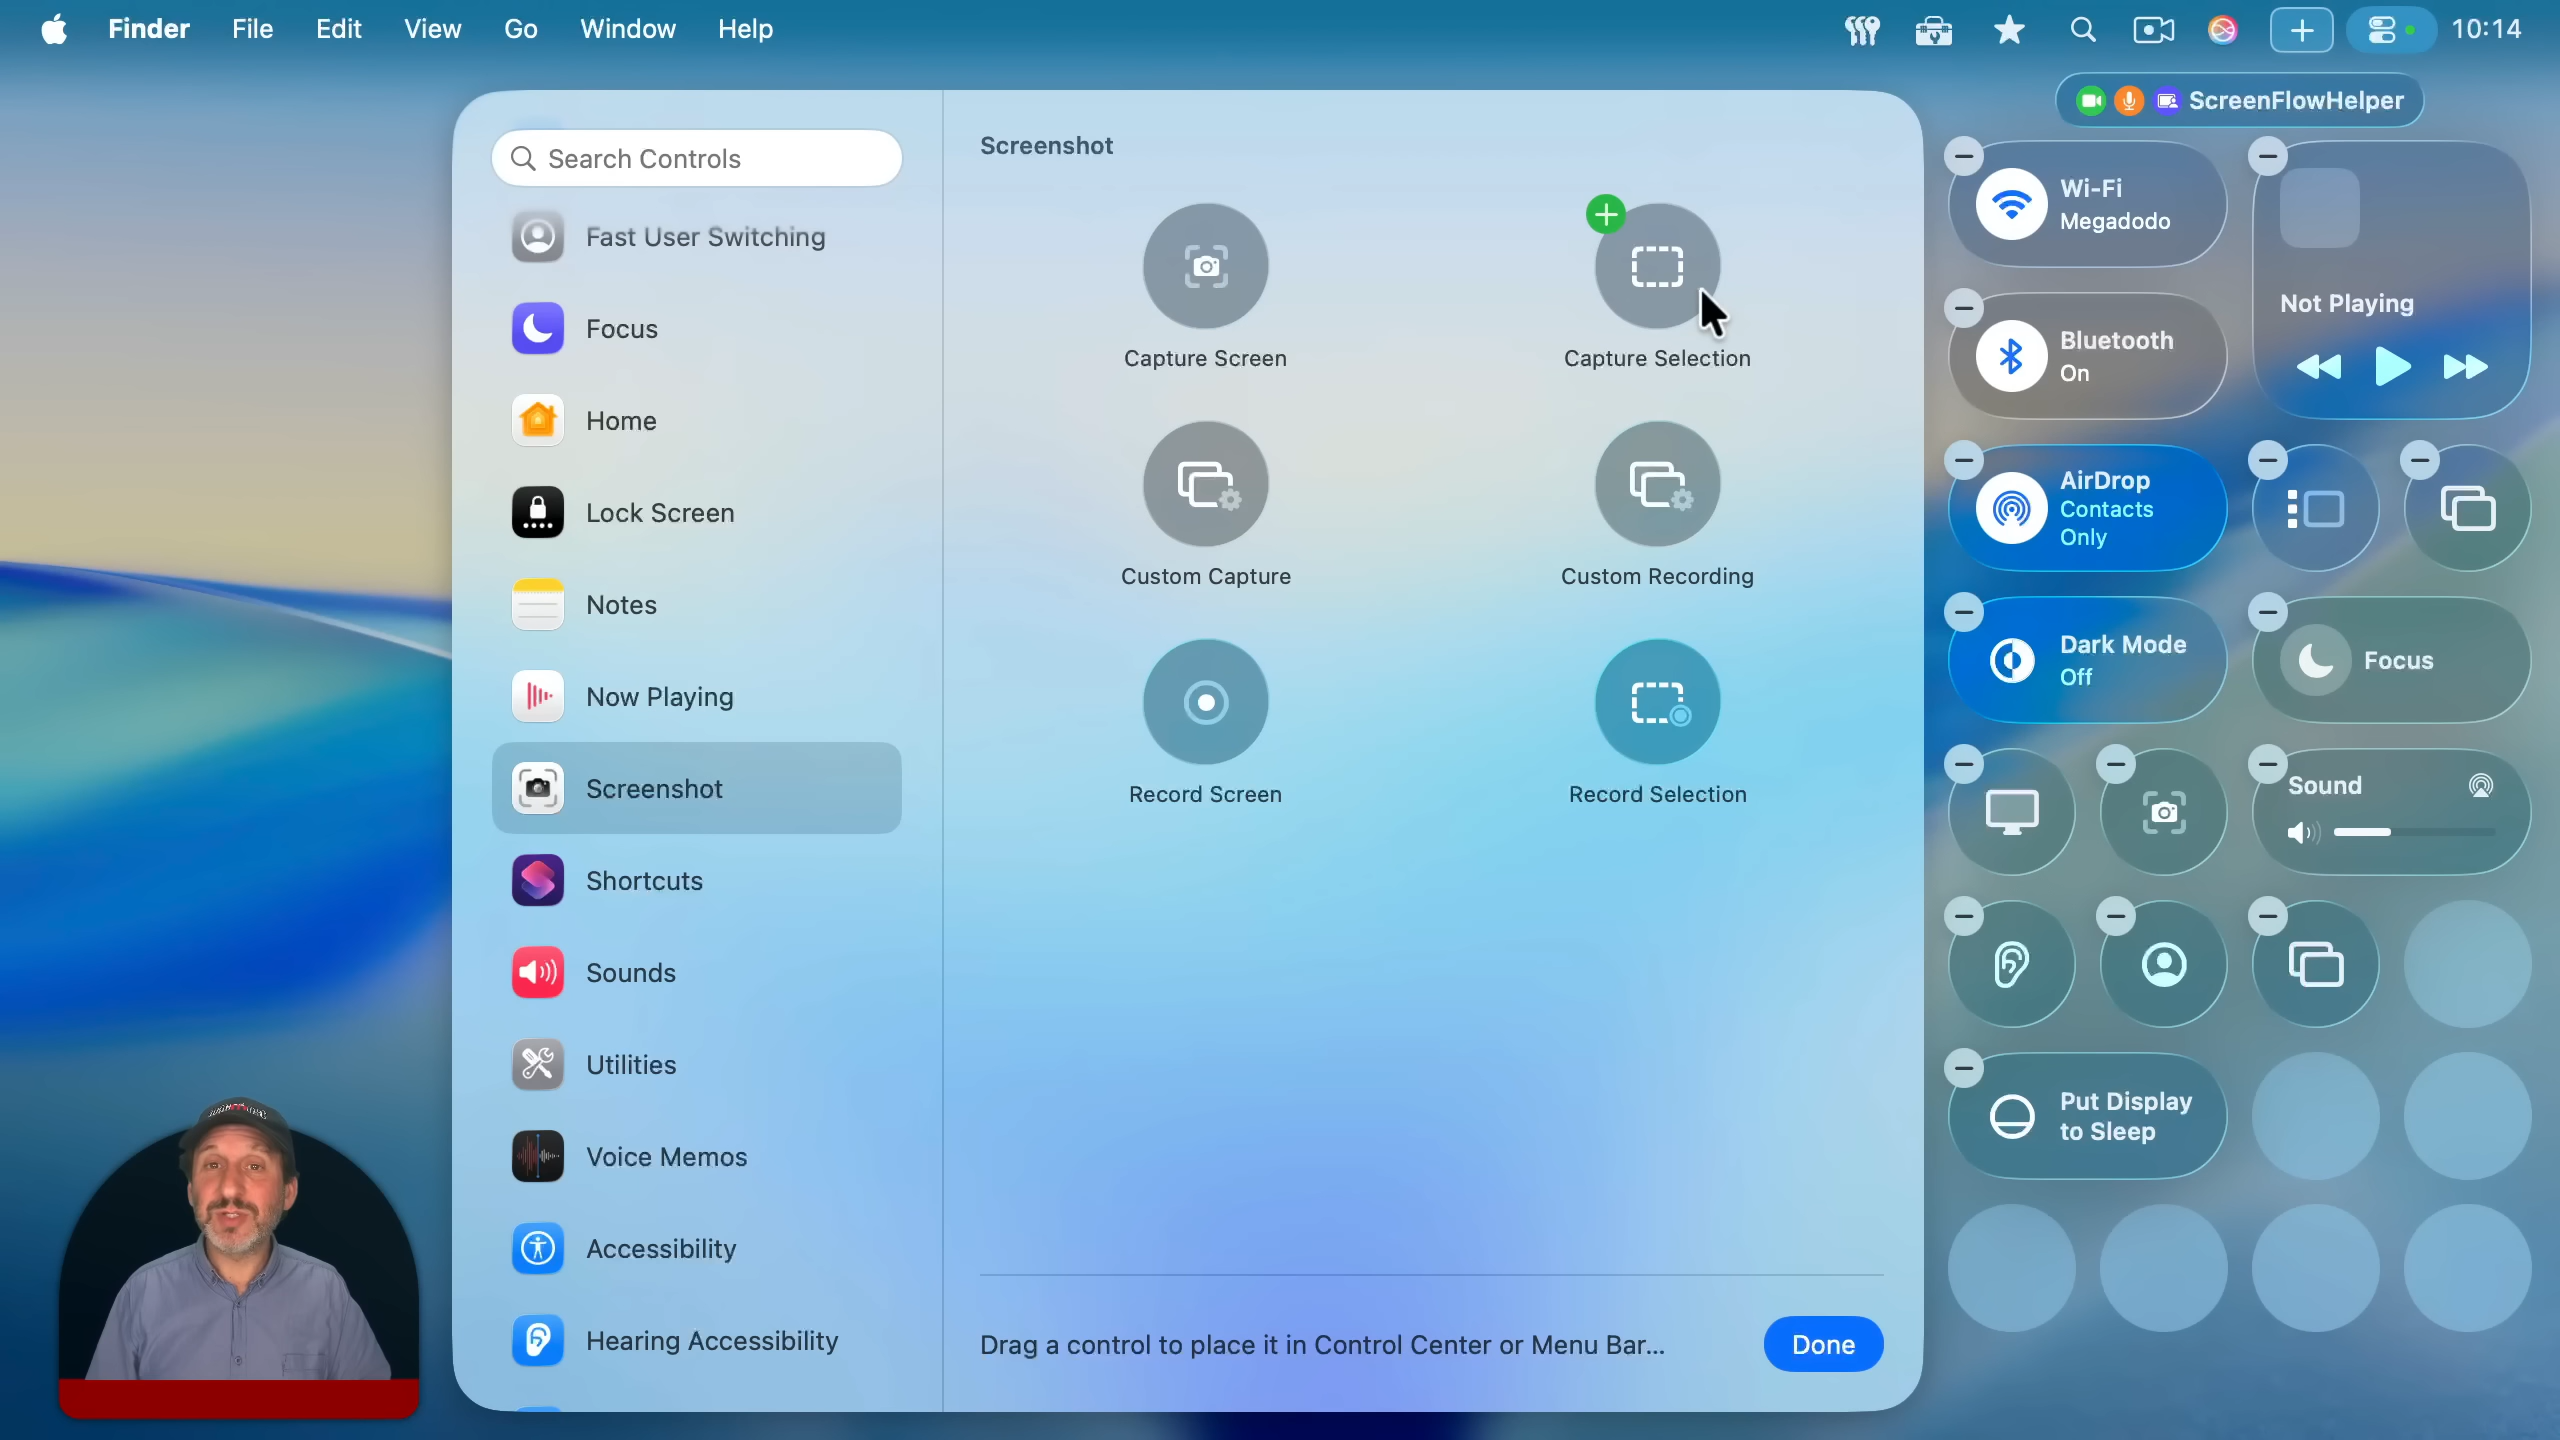 Finder File Edit View Go Window Help 10:14
ScreenFlowHelper
Search Controls
Fast User Switching
Focus
Home
Lock Screen
Notes
Now Playing
Screenshot
Shortcuts
Sounds
Utilities
Voice Memos
Accessibility
Hearing Accessibility
Screenshot
Capture Screen
Capture Selection
Custom Capture
Custom Recording
Record Screen
Record Selection
Drag a control to place it in Control Center or Menu Bar...
Done
Wi-Fi
Megadodo
Not Playing
Bluetooth
On
AirDrop
Contacts
Only
Dark Mode
Off
Focus
Sound
Put Display
to Sleep